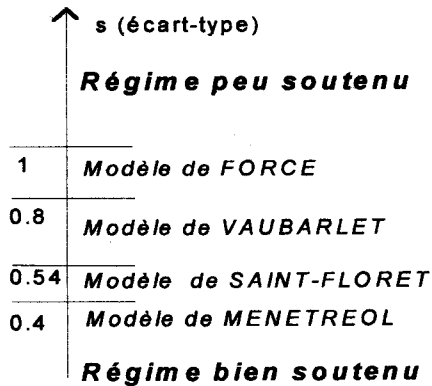 s (écart-type)
Régime peu soutenu
1 Modèle de FORCE
0.8 Modèle de VAUBARLET
0.54 Modèle de SAINT-FLORET
0.4 Modèle de MENETREOL
Régime bien soutenu